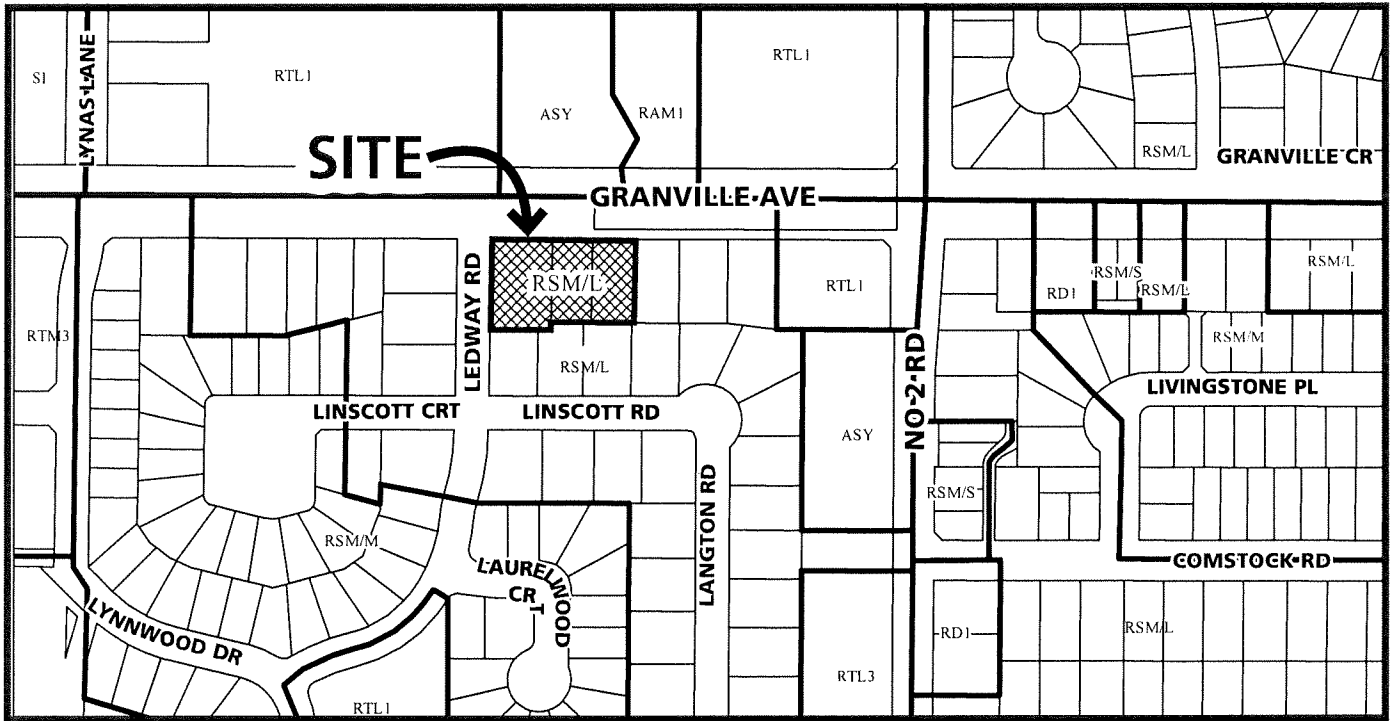 S1
LYNAS LANE
RTL1
ASY
RAM1
RTL1
RSM/L
GRANVILLE CR
SITE
GRANVILLE AVE
RTM3
LEDWAY RD
RSM/L
RTL1
RD1
RSM/S
RSM/L
RSM/L
RSM/L
RSM/M
NO 2 RD
LIVINGSTONE PL
LINSCOTT CRT
LINSCOTT RD
ASY
RSM/S
LANGTON RD
RSM/M
LAURELWOOD
CRT
COMSTOCK RD
LYNNWOOD DR
RD1
RSM/L
RTL3
RTL1